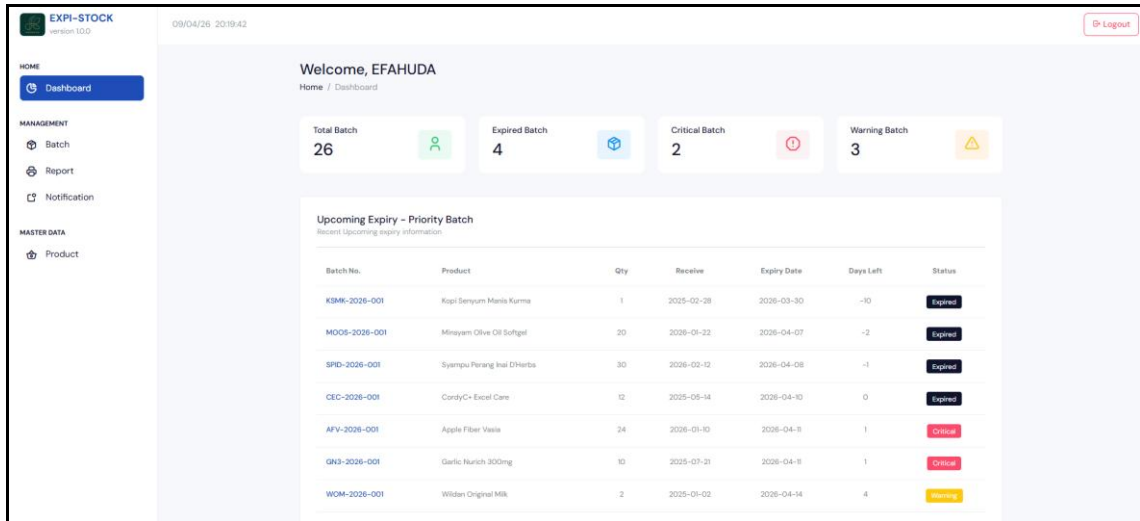 EXPI-STOCK
version 1.0.0
09/04/26 20:19:42
Logout
HOME
Dashboard
MANAGEMENT
Batch
Report
Notification
MASTER DATA
Product
Welcome, EFAHUDA
Home / Dashboard
Total Batch
26
Expired Batch
4
Critical Batch
2
Warning Batch
3
Upcoming Expiry - Priority Batch
Recent Upcoming expiry information
Batch No. Product Qty Receive Expiry Date Days Left Status
KSMK-2026-001 Kopi Senyum Manis Kurma 1 2025-02-28 2026-03-30 -10 Expired
MOOS-2026-001 Minayam Olive Oil Softgel 20 2026-01-22 2026-04-07 -2 Expired
SPID-2026-001 Syampu Perang Inai D'Herbs 30 2026-02-12 2026-04-08 -1 Expired
CEC-2026-001 CordyC+ Excel Care 12 2025-05-14 2026-04-10 0 Expired
AFV-2026-001 Apple Fiber Vasia 24 2026-01-10 2026-04-11 1 Critical
GN3-2026-001 Garlic Nurich 300mg 10 2025-07-21 2026-04-11 1 Critical
WOM-2026-001 Wildan Original Milk 2 2025-01-02 2026-04-14 4 Warning